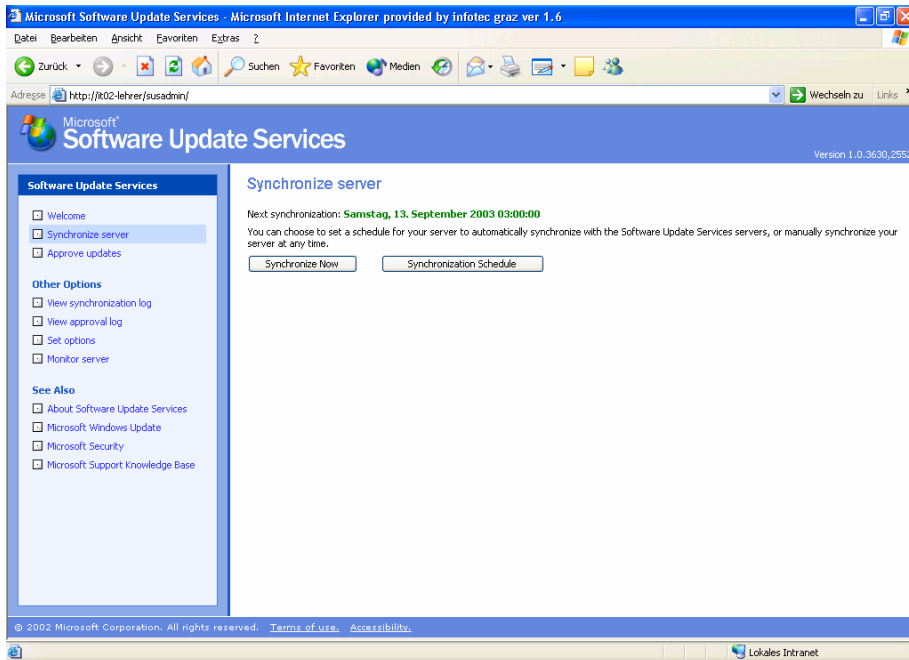 Microsoft Software Update Services - Microsoft Internet Explorer provided by infotec graz ver 1.6
Datei Bearbeiten Ansicht Favoriten Extras ?
Zurück Suchen Favoriten Medien
Adresse http://it02-lehrer/susadmin/ Wechseln zu Links
Microsoft®
Software Update Services
Version 1.0.3630,2552
Software Update Services
Welcome
Synchronize server
Approve updates
Other Options
View synchronization log
View approval log
Set options
Monitor server
See Also
About Software Update Services
Microsoft Windows Update
Microsoft Security
Microsoft Support Knowledge Base
Synchronize server
Next synchronization: Samstag, 13. September 2003 03:00:00
You can choose to set a schedule for your server to automatically synchronize with the Software Update Services servers, or manually synchronize your
server at any time.
Synchronize Now Synchronization Schedule
© 2002 Microsoft Corporation. All rights reserved. Terms of use. Accessibility.
Lokales Intranet